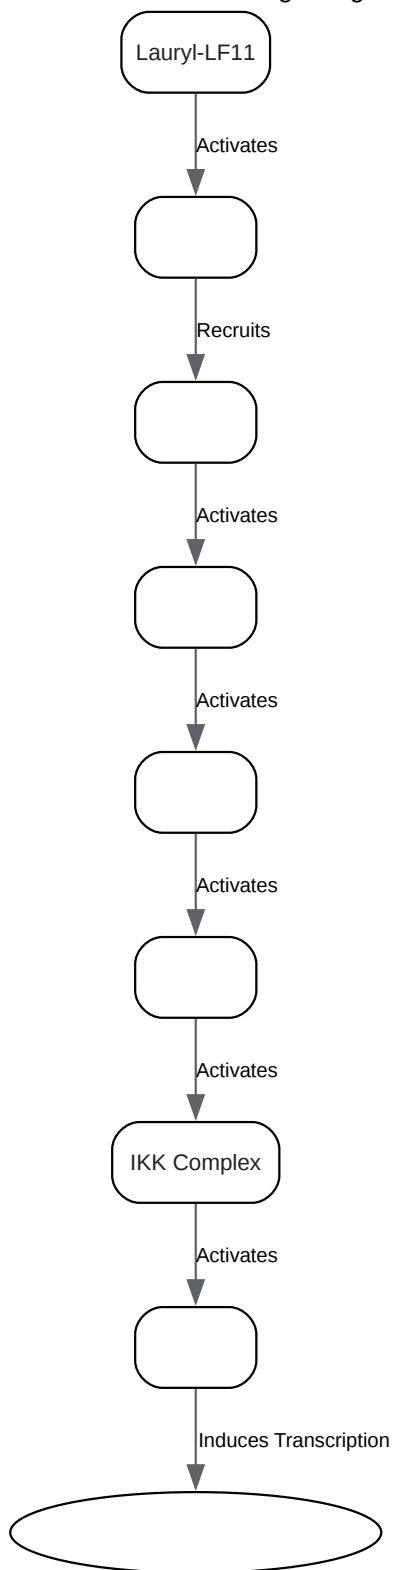 Lauryl-LF11
Activates
Recruits
Activates
Activates
Activates
Activates
IKK Complex
Activates
Induces Transcription